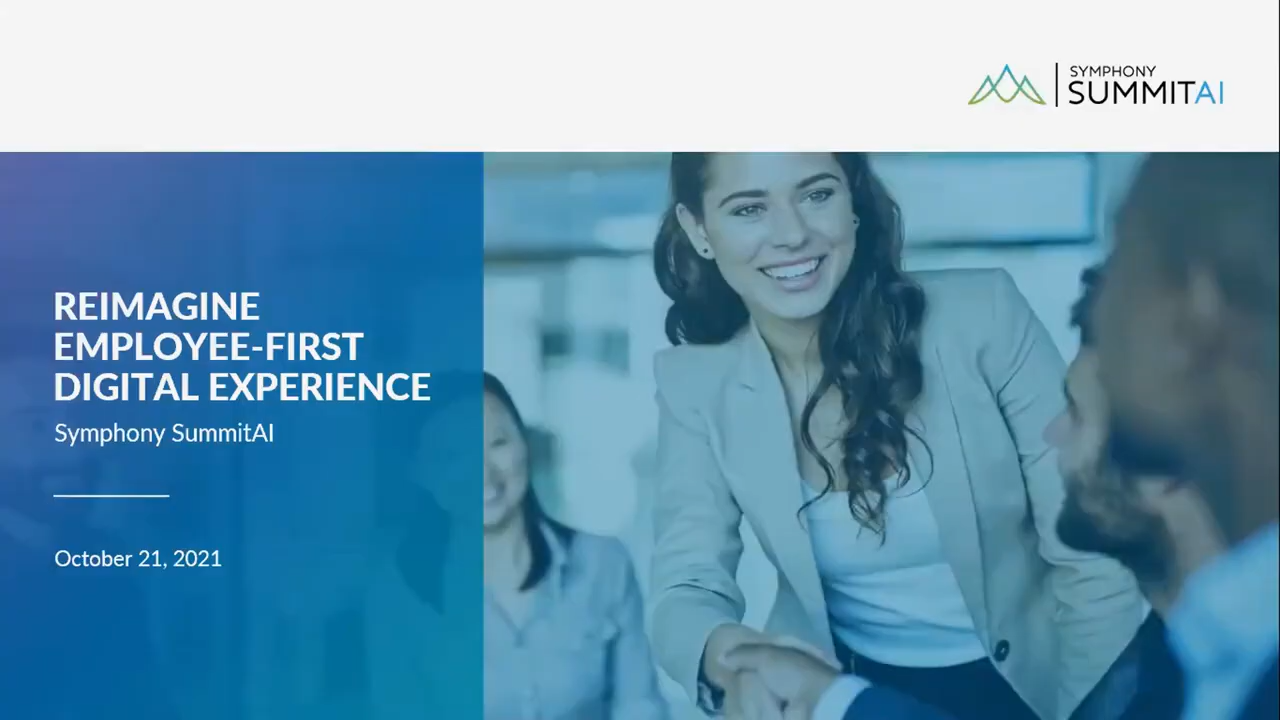 SYMPHONY
SUMMITAI
REIMAGINE
EMPLOYEE-FIRST
DIGITAL EXPERIENCE
Symphony SummitAI
October 21, 2021